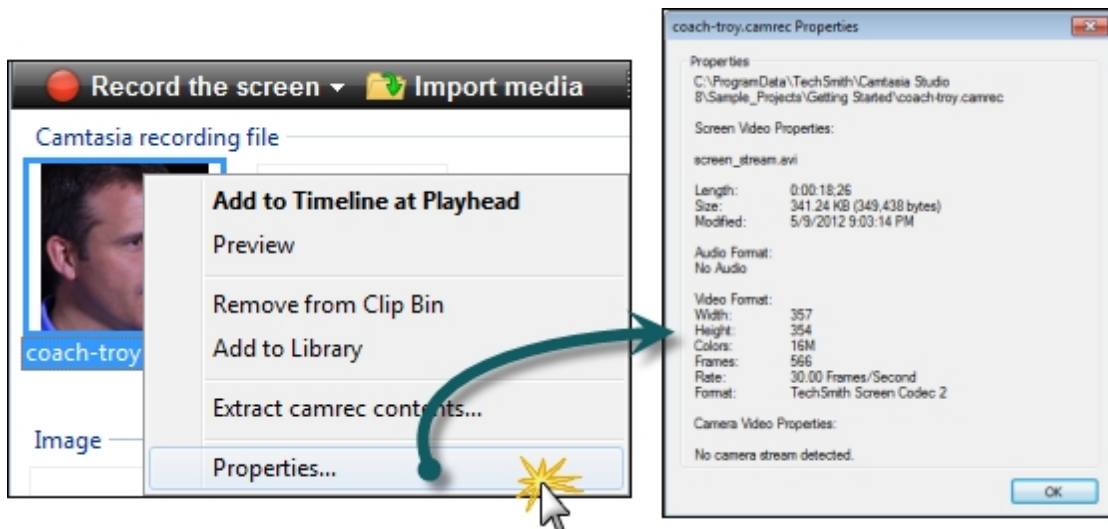 Record the screen Import media
Camtasia recording file
coach-troy
Image
Add to Timeline at Playhead
Preview
Remove from Clip Bin
Add to Library
Extract camrec contents...
Properties...
coach-troy.camrec Properties
Properties
C:\ProgramData\TechSmith\Camtasia Studio
8\Sample_Projects\Getting Started\coach-troy.camrec
Screen Video Properties:
screen_stream.avi
Length: 0:00:18;26
Size: 341.24 KB (349,438 bytes)
Modified: 5/9/2012 9:03:14 PM
Audio Format:
No Audio
Video Format:
Width: 357
Height: 354
Colors: 16M
Frames: 566
Rate: 30.00 Frames/Second
Format: TechSmith Screen Codec 2
Camera Video Properties:
No camera stream detected.
OK